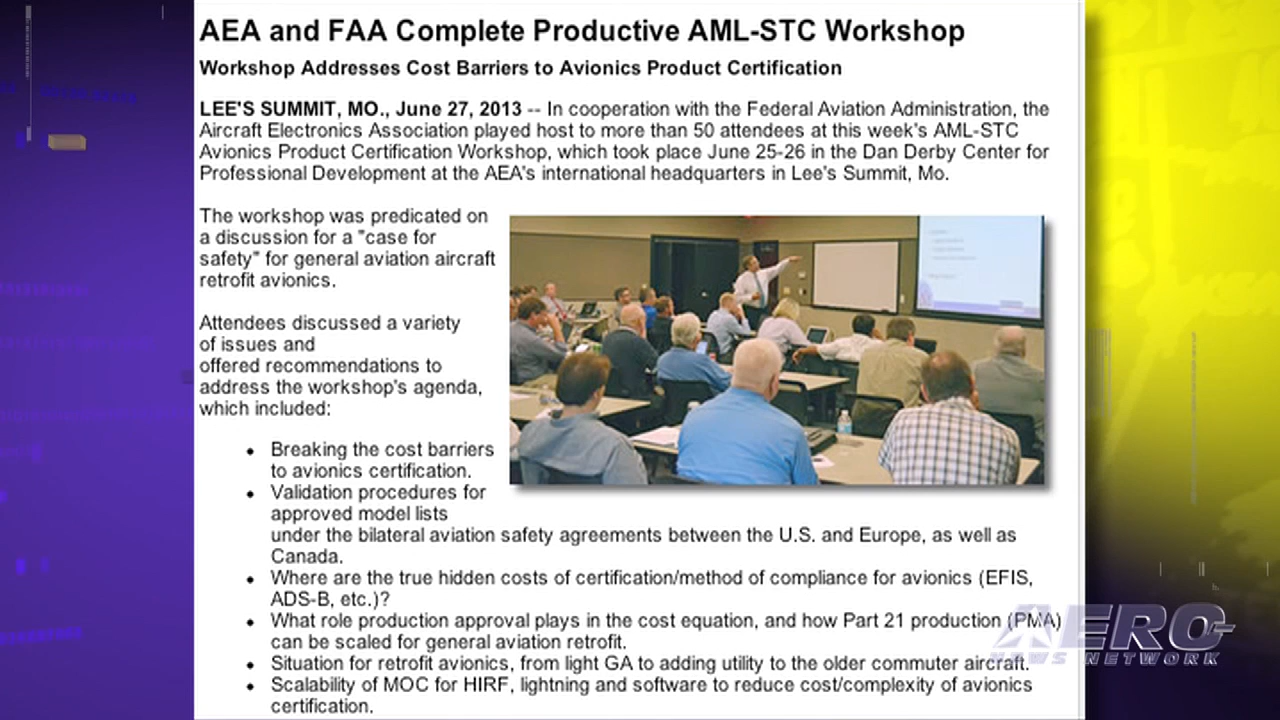 AEA and FAA Complete Productive AML-STC Workshop
Workshop Addresses Cost Barriers to Avionics Product Certification
LEE'S SUMMIT, MO., June 27, 2013 -- In cooperation with the Federal Aviation Administration, the
Aircraft Electronics Association played host to more than 50 attendees at this week's AML-STC
Avionics Product Certification Workshop, which took place June 25-26 in the Dan Derby Center for
Professional Development at the AEA's international headquarters in Lee's Summit, Mo.
The workshop was predicated on
a discussion for a "case for
safety" for general aviation aircraft
retrofit avionics.
Attendees discussed a variety
of issues and
offered recommendations to
address the workshop's agenda,
which included:
• Breaking the cost barriers
to avionics certification.
• Validation procedures for
approved model lists
under the bilateral aviation safety agreements between the U.S. and Europe, as well as
Canada.
• Where are the true hidden costs of certification/method of compliance for avionics (EFIS,
ADS-B, etc.)?
• What role production approval plays in the cost equation, and how Part 21 production (PMA)
can be scaled for general aviation retrofit.
• Situation for retrofit avionics, from light GA to adding utility to the older commuter aircraft.
• Scalability of MOC for HIRF, lightning and software to reduce cost/complexity of avionics
certification.
AERO
NEWS NETWORK